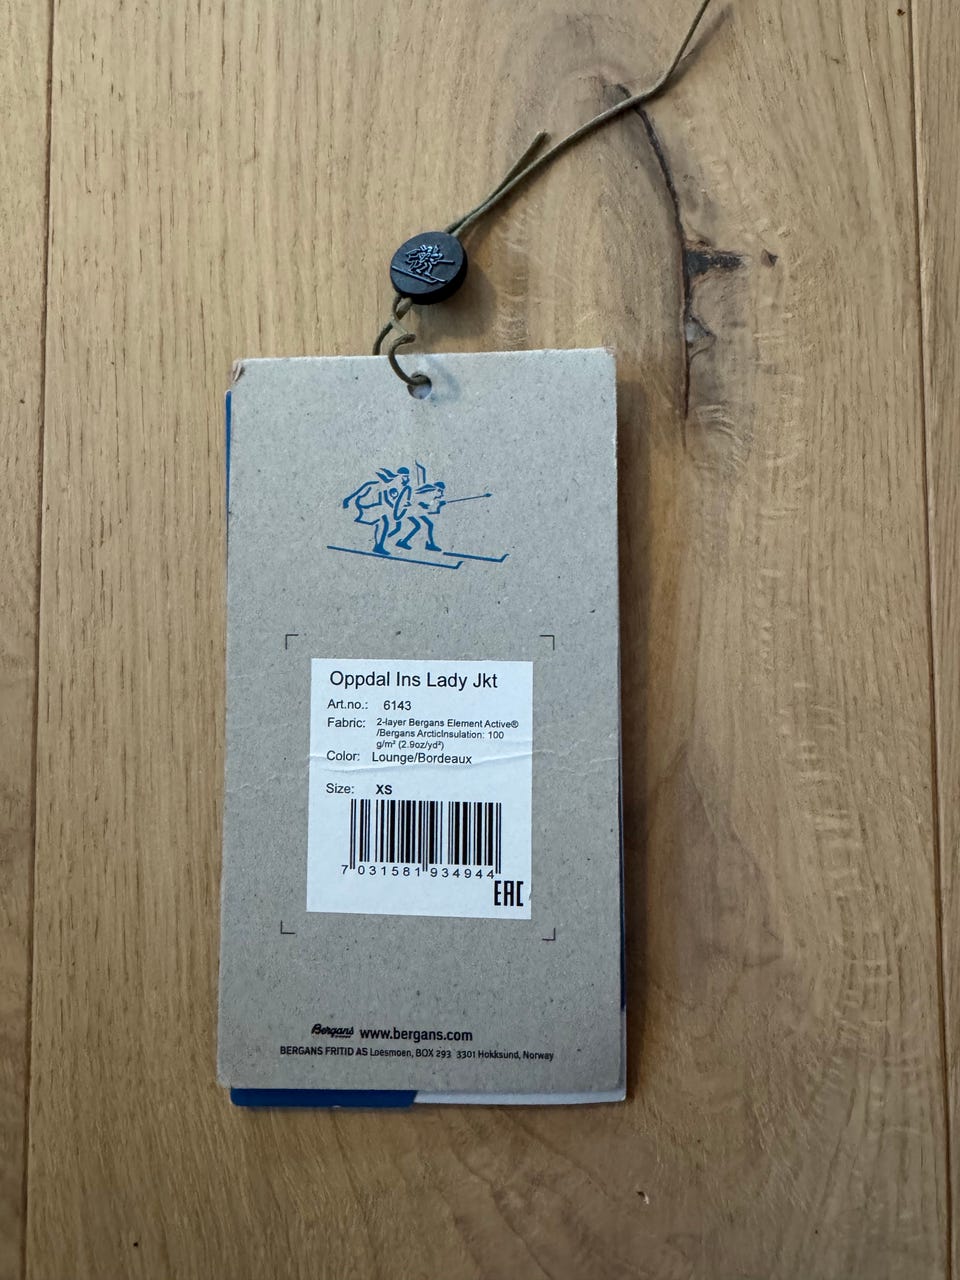 Oppdal Ins Lady Jkt
Art.no.: 6143
Fabric: 2-layer Bergans Element Active®
/Bergans ArcticInsulation: 100
g/m² (2.9oz/yd²)
Color: Lounge/Bordeaux
Size: XS
7 031581 934944
EAC
Bergans www.bergans.com
BERGANS FRITID AS Loesmoen, BOX 293 3301 Hokksund, Norway